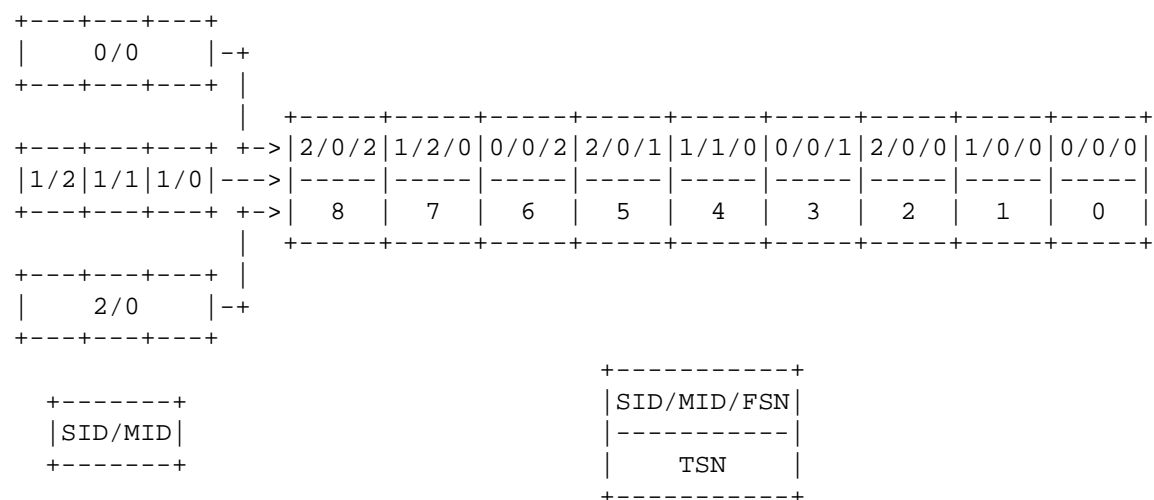 +---+---+---+
|    0/0    |-+
+---+---+---+ |
              |  +-----+-----+-----+-----+-----+-----+-----+-----+-----+
+---+---+---+ +->|2/0/2|1/2/0|0/0/2|2/0/1|1/1/0|0/0/1|2/0/0|1/0/0|0/0/0|
|1/2|1/1|1/0|--->|-----|-----|-----|-----|-----|-----|-----|-----|-----|
+---+---+---+ +->|  8  |  7  |  6  |  5  |  4  |  3  |  2  |  1  |  0  |
              |  +-----+-----+-----+-----+-----+-----+-----+-----+-----+
+---+---+---+ |
|    2/0    |-+
+---+---+---+
                                     +-----------+
  +-------+                          |SID/MID/FSN|
  |SID/MID|                          |-----------|
  +-------+                          |    TSN    |
                                     +-----------+